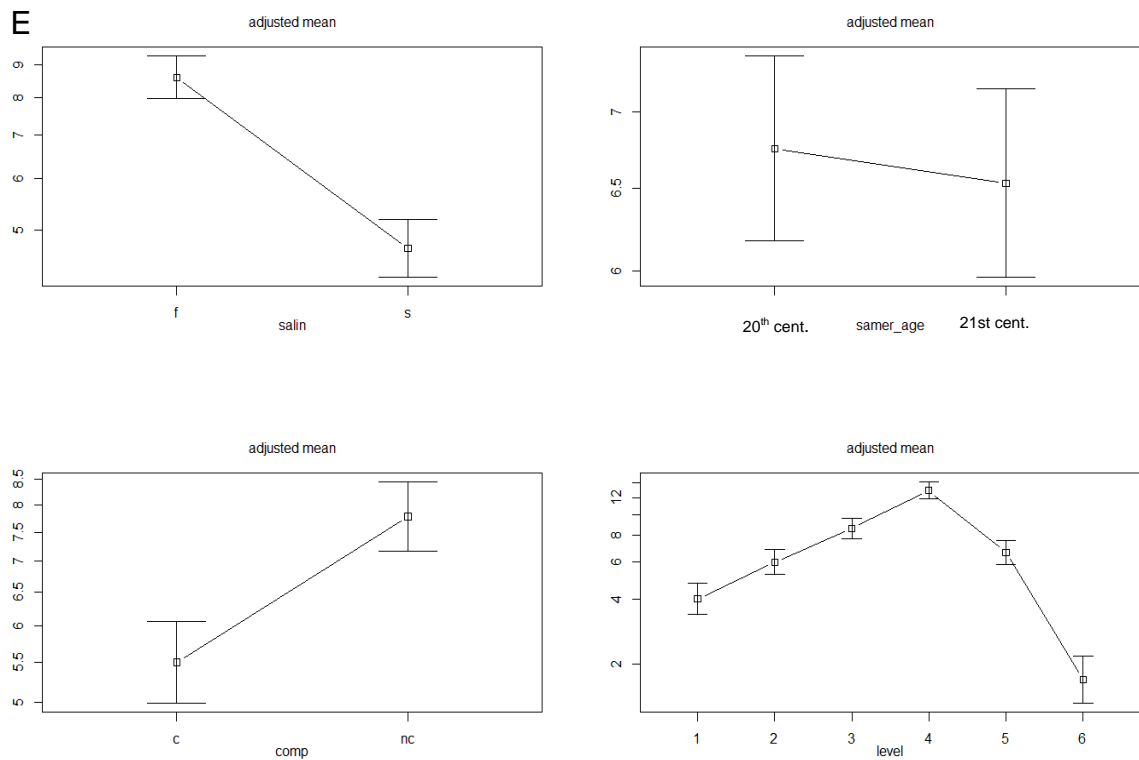 E
adjusted mean
9
8
7
6
5
f
s
salin
adjusted mean
7
6.5
6
20th cent.
samer_age
21st cent.
adjusted mean
8.5
8
7.5
7
6.5
6
5.5
5
c
nc
comp
adjusted mean
12
8
6
4
2
1 2 3 4 5 6
level